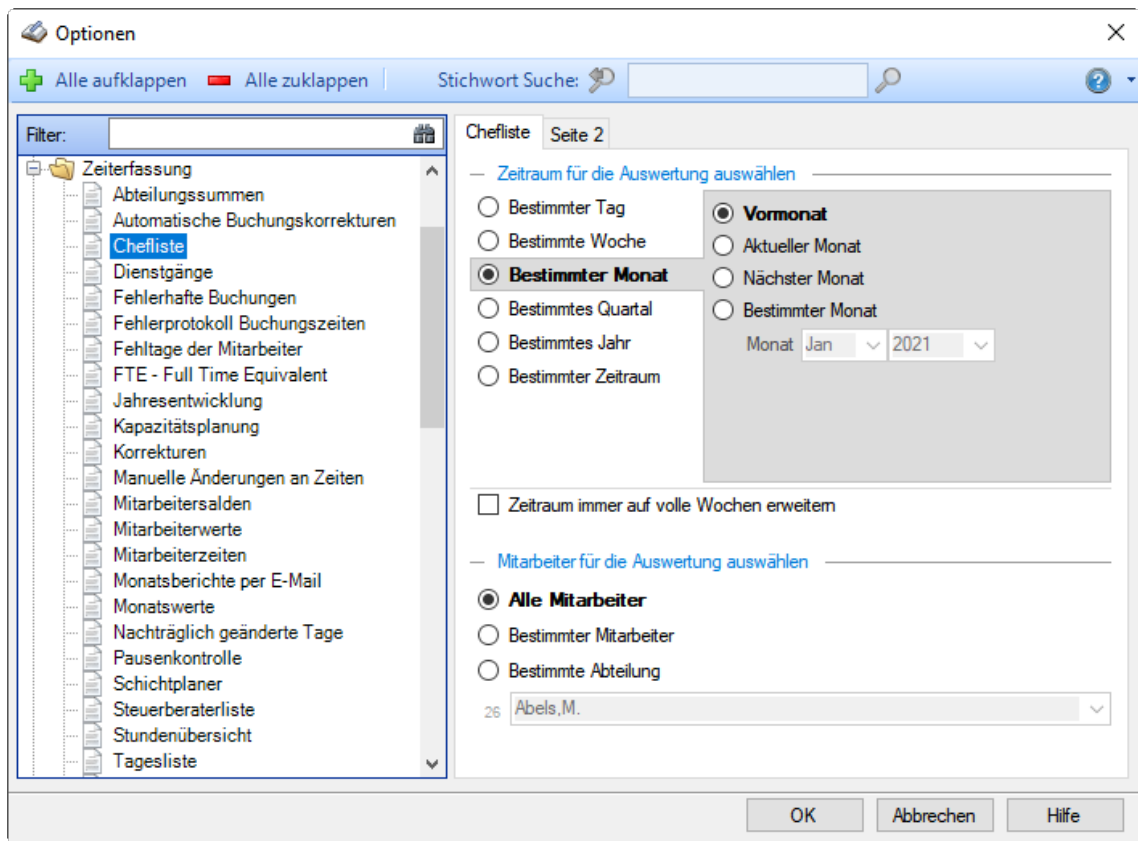 Optionen
Alle aufklappen Alle zuklappen Stichwort Suche:
Filter:
Zeiterfassung
Abteilungssummen
Automatische Buchungskorrekturen
Chefliste
Dienstgänge
Fehlerhafte Buchungen
Fehlerprotokoll Buchungszeiten
Fehltage der Mitarbeiter
FTE - Full Time Equivalent
Jahresentwicklung
Kapazitätsplanung
Korrekturen
Manuelle Änderungen an Zeiten
Mitarbeitersalden
Mitarbeiterwerte
Mitarbeiterzeiten
Monatsberichte per E-Mail
Monatswerte
Nachträglich geänderte Tage
Pausenkontrolle
Schichtplaner
Steuerberaterliste
Stundenübersicht
Tagesliste
Chefliste Seite 2
Zeitraum für die Auswertung auswählen
Bestimmter Tag
Bestimmte Woche
Bestimmter Monat
Bestimmtes Quartal
Bestimmtes Jahr
Bestimmter Zeitraum
Vormonat
Aktueller Monat
Nächster Monat
Bestimmter Monat
Monat Jan 2021
Zeitraum immer auf volle Wochen erweitern
Mitarbeiter für die Auswertung auswählen
Alle Mitarbeiter
Bestimmter Mitarbeiter
Bestimmte Abteilung
26 Abels,M.
OK Abbrechen Hilfe